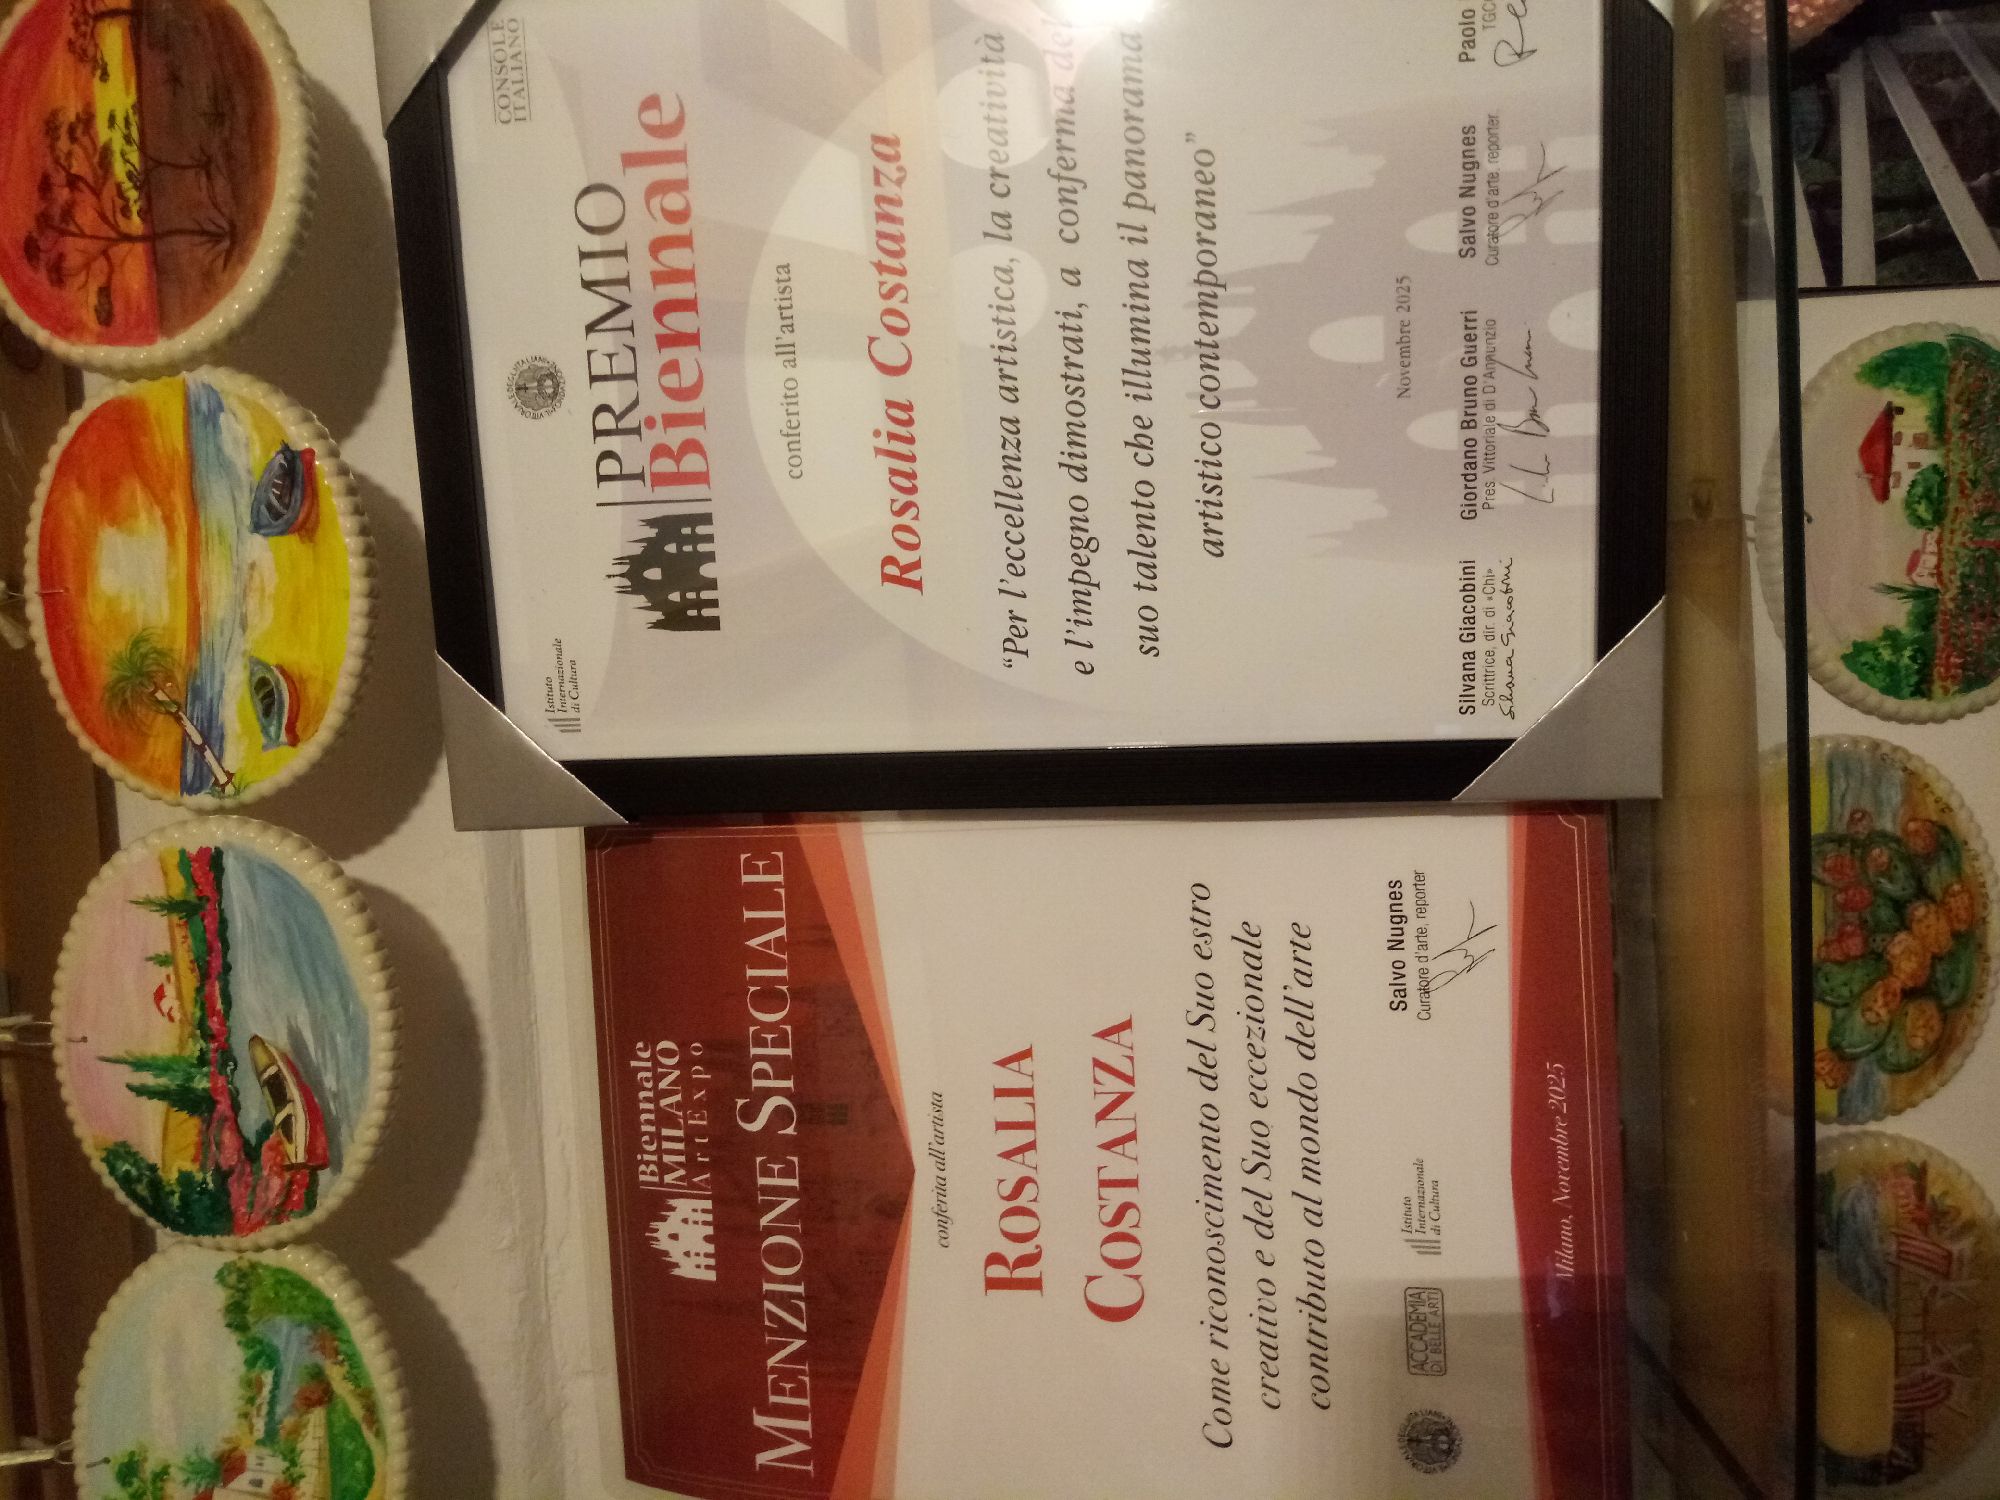 Biennale
MILANO
ArtExpo
MENZIONE SPECIALE
conferita all'artista
ROSALIA
COSTANZA
Come riconoscimento del Suo estro
creativo e del Suo eccezionale
contributo al mondo dell'arte
ACCADEMIA
DI BELLE ARTI
Istituto
Internazionale
di Cultura
Salvo Nugnes
Curatore d'arte, reporter
Milano, Novembre 2025
Istituto
Internazionale
di Cultura
CONSOLE
ITALIANO
PREMIO
Biennale
conferito all'artista
Rosalia Costanza
“Per l'eccellenza artistica, la creatività
e l'impegno dimostrati, a conferma del
suo talento che illumina il panorama
artistico contemporaneo”
Novembre 2025
Silvana Giacobini
Scrittrice, dir. di «Chi»
Silvana Giacobini
Giordano Bruno Guerri
Pres. Vittoriale di D'Annunzio
Salvo Nugnes
Curatore d'arte, reporter
Paolo